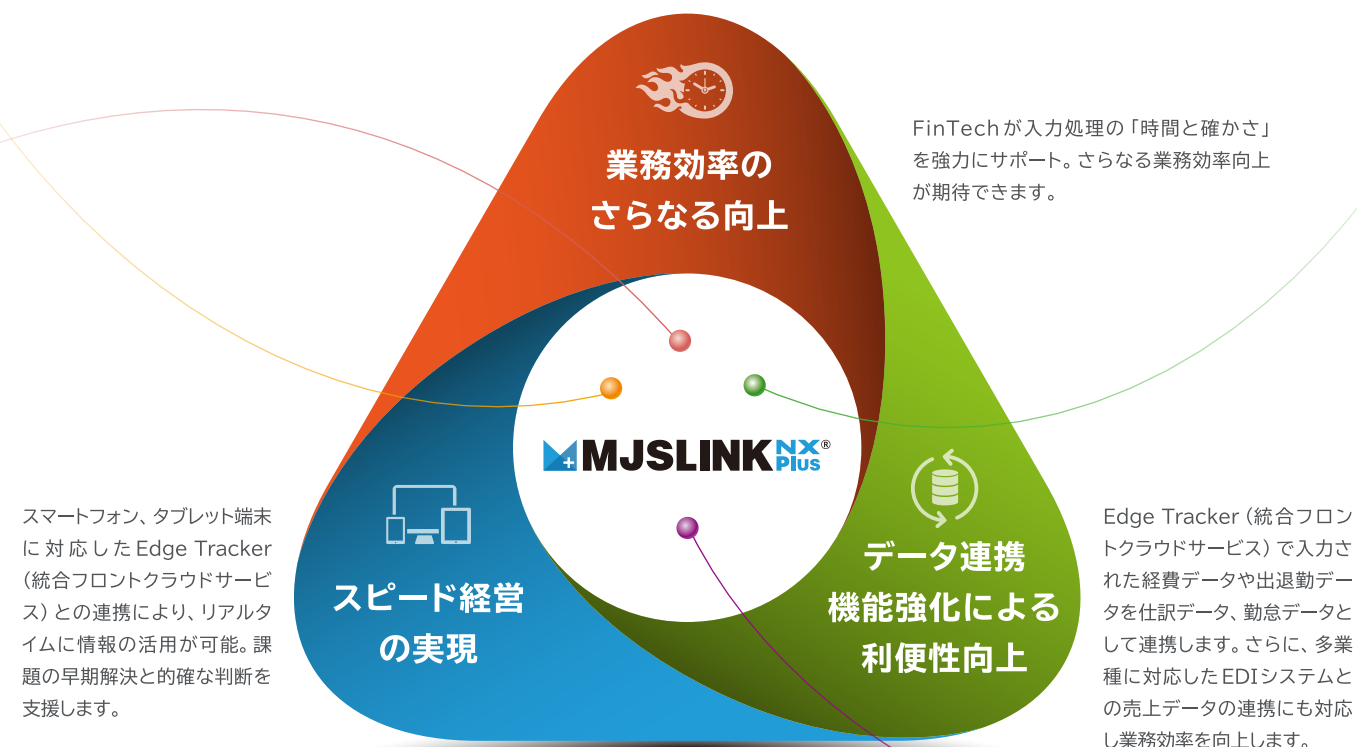 業務効率の
さらなる向上
FinTechが入力処理の「時間と確かさ」
を強力にサポート。さらなる業務効率向上
が期待できます。
MJSLINK NX Plus®
スマートフォン、タブレット端末
に対応したEdge Tracker
(統合フロントクラウドサービ
ス)との連携により、リアルタ
イムに情報の活用が可能。課
題の早期解決と的確な判断を
支援します。
スピード経営
の実現
データ連携
機能強化による
利便性向上
Edge Tracker(統合フロン
トクラウドサービス)で入力さ
れた経費データや出退勤デー
タを仕訳データ、勤怠データと
して連携します。さらに、多業
種に対応したEDIシステムと
の売上データの連携にも対応
し業務効率を向上します。